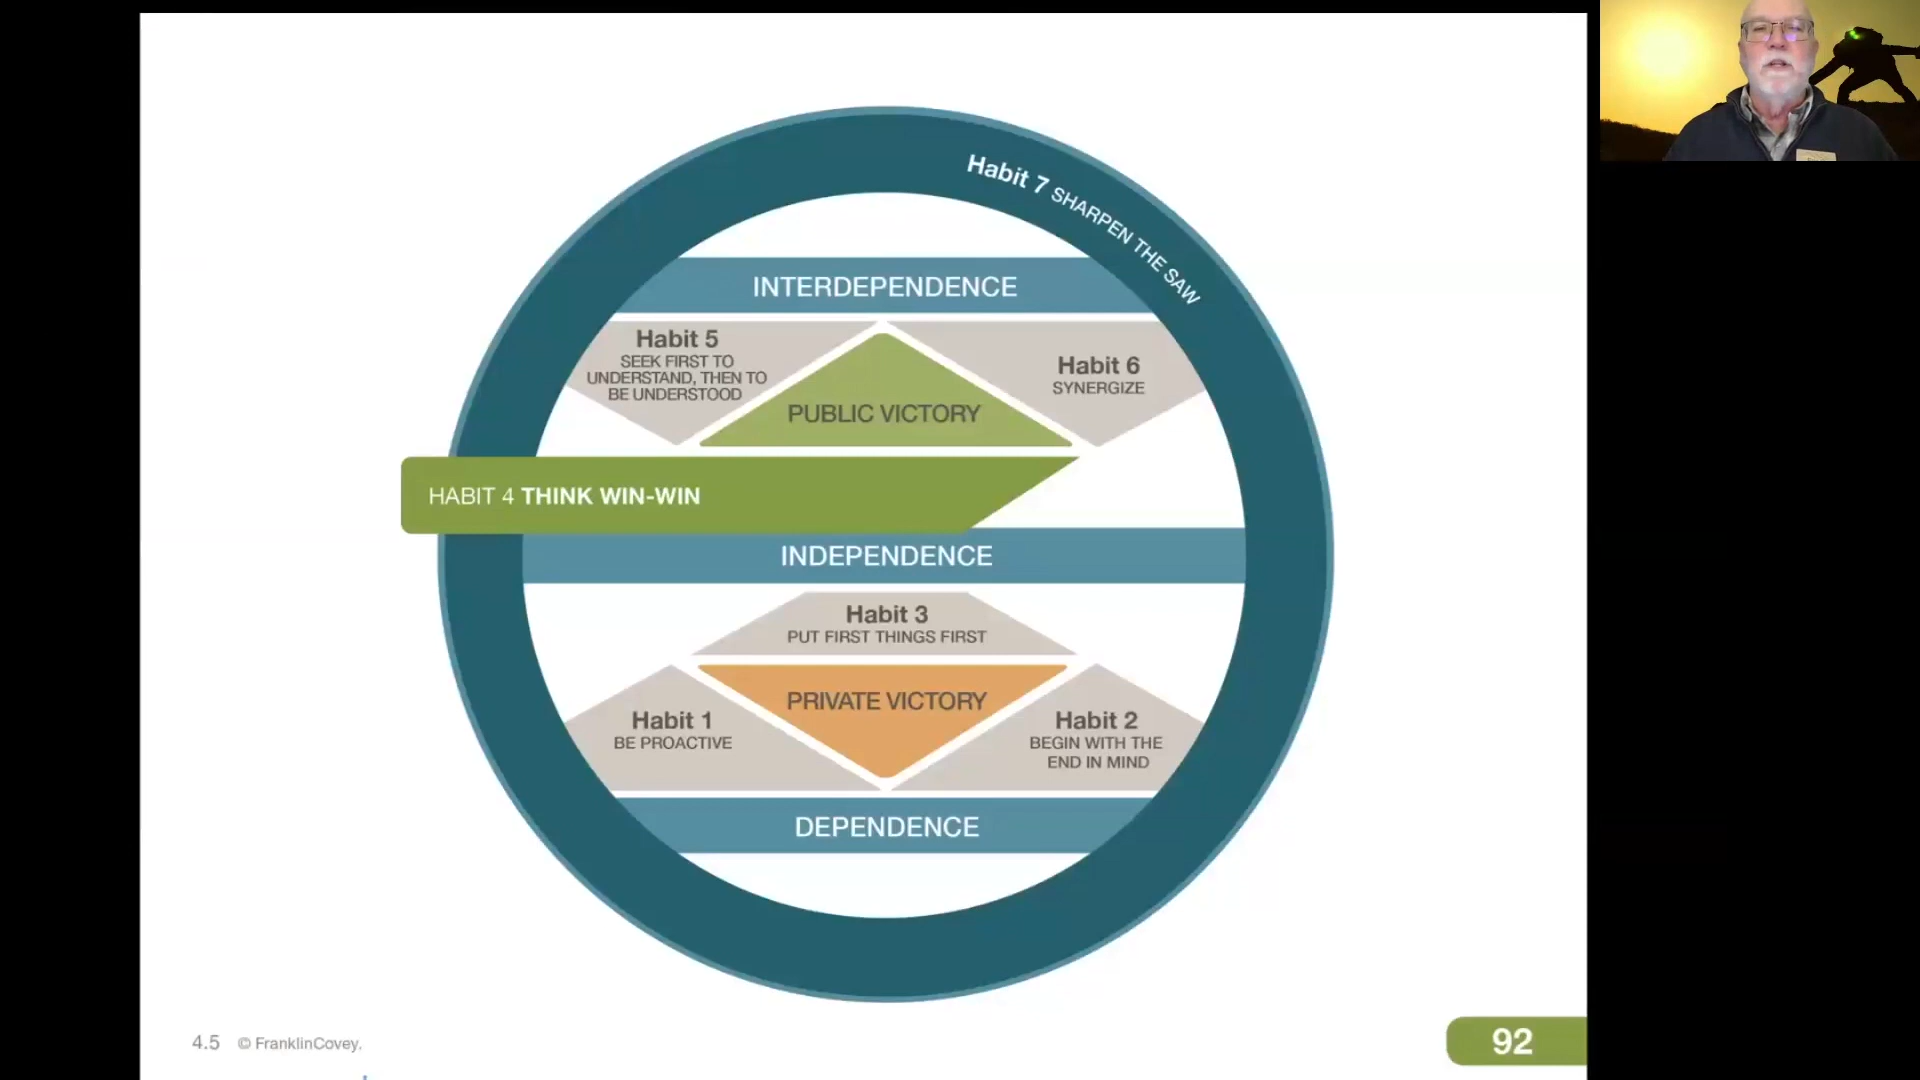 Habit 7 SHARPEN THE SAW
INTERDEPENDENCE
Habit 5
SEEK FIRST TO
UNDERSTAND, THEN TO
BE UNDERSTOOD
Habit 6
SYNERGIZE
PUBLIC VICTORY
HABIT 4 THINK WIN-WIN
INDEPENDENCE
Habit 3
PUT FIRST THINGS FIRST
PRIVATE VICTORY
Habit 1
BE PROACTIVE
Habit 2
BEGIN WITH THE
END IN MIND
DEPENDENCE
4.5 © FranklinCovey.
92